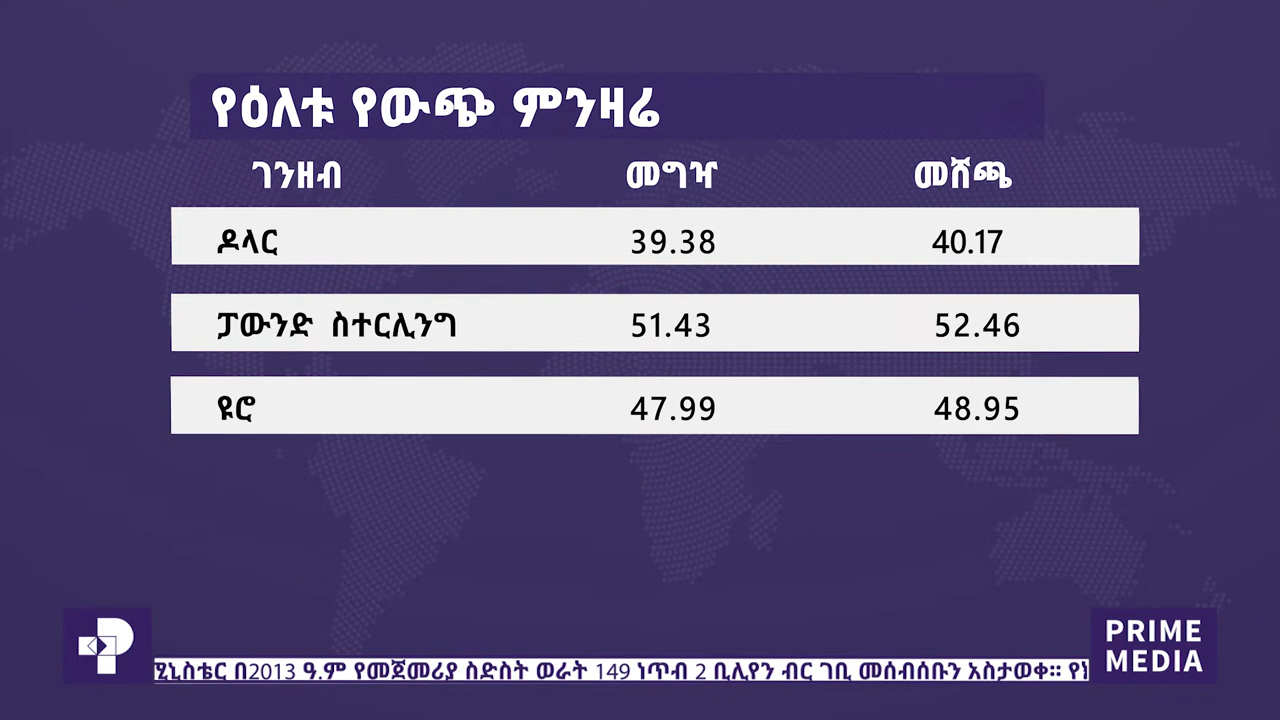 የዕለቱ የውጭ ምንዛሬ
ገንዘብ መግዣ መሸጫ
ዶላር 39.38 40.17
ፓውንድ ስተርሊንግ 51.43 52.46
ዩሮ 47.99 48.95
PRIME
MEDIA
ሚኒስቴር በ2013 ዓ.ም የመጀመሪያ ስድስት ወራት 149 ነጥብ 2 ቢሊየን ብር ገቢ መሰብሰቡን አስታወቀ።